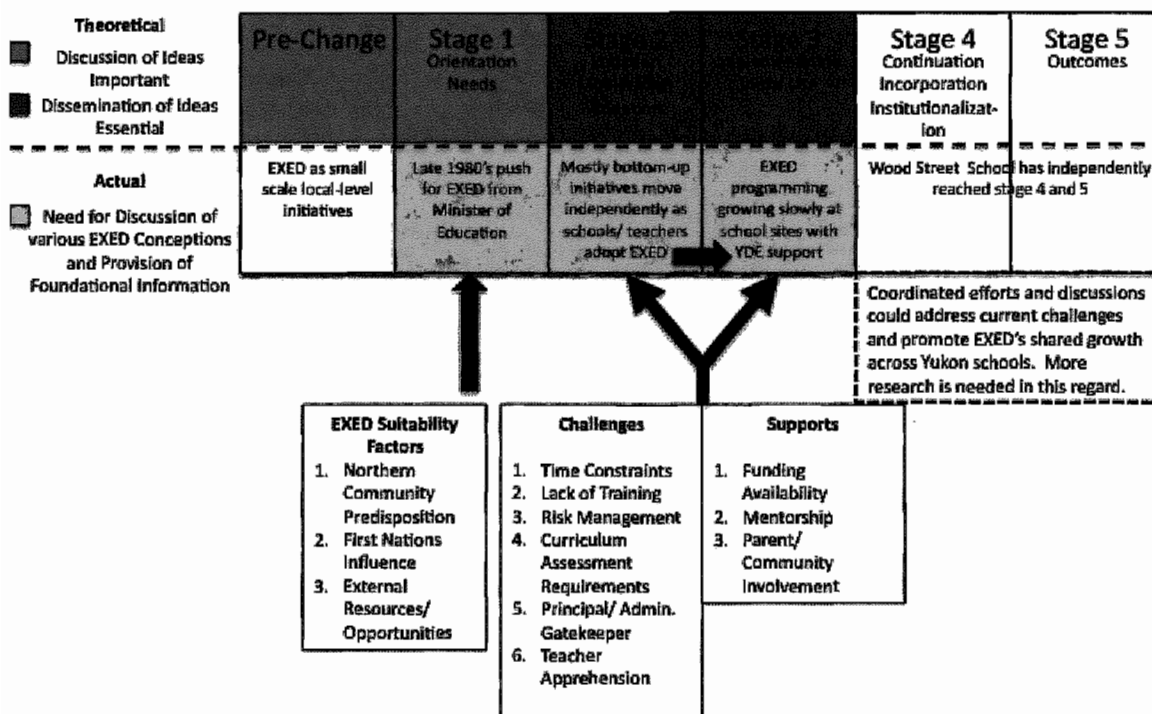 Theoretical
Discussion of Ideas
Important
Dissemination of Ideas
Essential
Pre-Change
Stage 1
Orientation
Needs
Stage 4
Continuation
Incorporation
Institutionalizat-
ion
Stage 5
Outcomes
Actual
Need for Discussion of
various EXED Conceptions
and Provision of
Foundational Information
EXED as small
scale local-level
initiatives
Late 1980's push
for EXED from
Minister of
Education
Mostly bottom-up
initiatives move
independently as
schools/ teachers
adopt EXED
EXED
programming
growing slowly at
school sites with
YDE support
Wood Street School has independently
reached stage 4 and 5
Coordinated efforts and discussions
could address current challenges
and promote EXED's shared growth
across Yukon schools. More
research is needed in this regard.
EXED Suitability
Factors
1. Northern
Community
Predisposition
2. First Nations
Influence
3. External
Resources/
Opportunities
Challenges
1. Time Constraints
2. Lack of Training
3. Risk Management
4. Curriculum
Assessment
Requirements
5. Principal/ Admin.
Gatekeeper
6. Teacher
Apprehension
Supports
1. Funding
Availability
2. Mentorship
3. Parent/
Community
Involvement